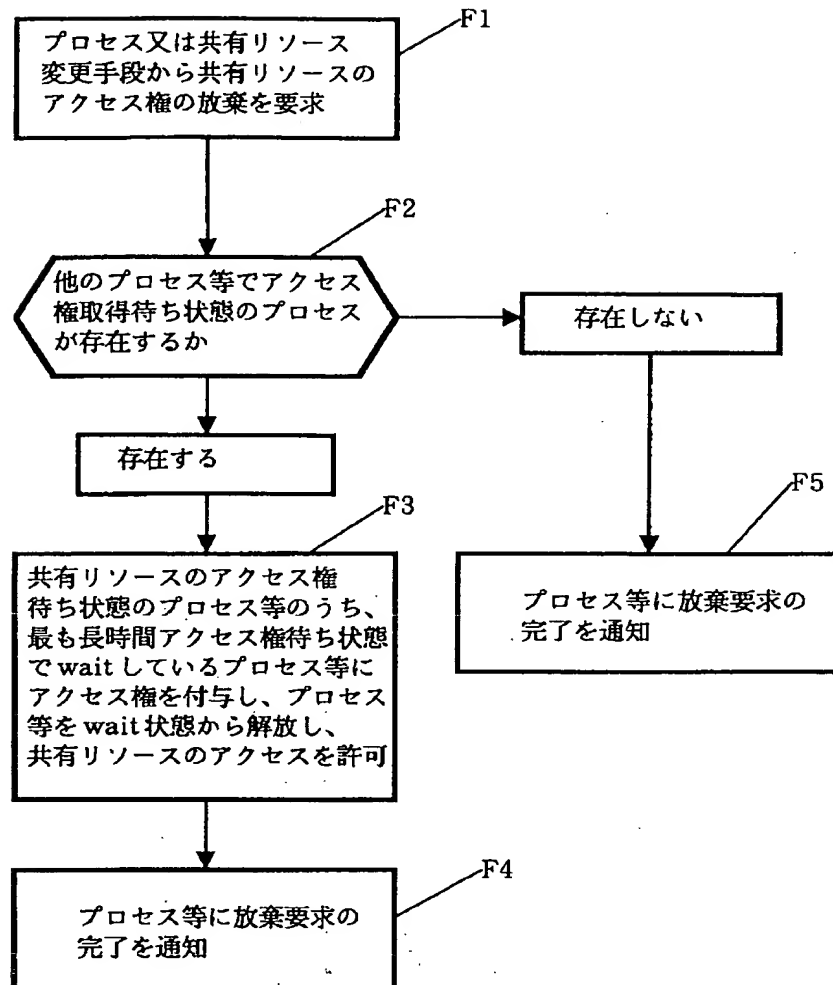 F1
プロセス又は共有リソース
変更手段から共有リソースの
アクセス権の放棄を要求
F2
他のプロセス等でアクセス
権取得待ち状態のプロセス
が存在するか
存在しない
存在する
F3
共有リソースのアクセス権
待ち状態のプロセス等のうち、
最も長時間アクセス権待ち状態
でwaitしているプロセス等に
アクセス権を付与し、プロセス
等をwait状態から解放し、
共有リソースのアクセスを許可
F5
プロセス等に放棄要求の
完了を通知
F4
プロセス等に放棄要求の
完了を通知